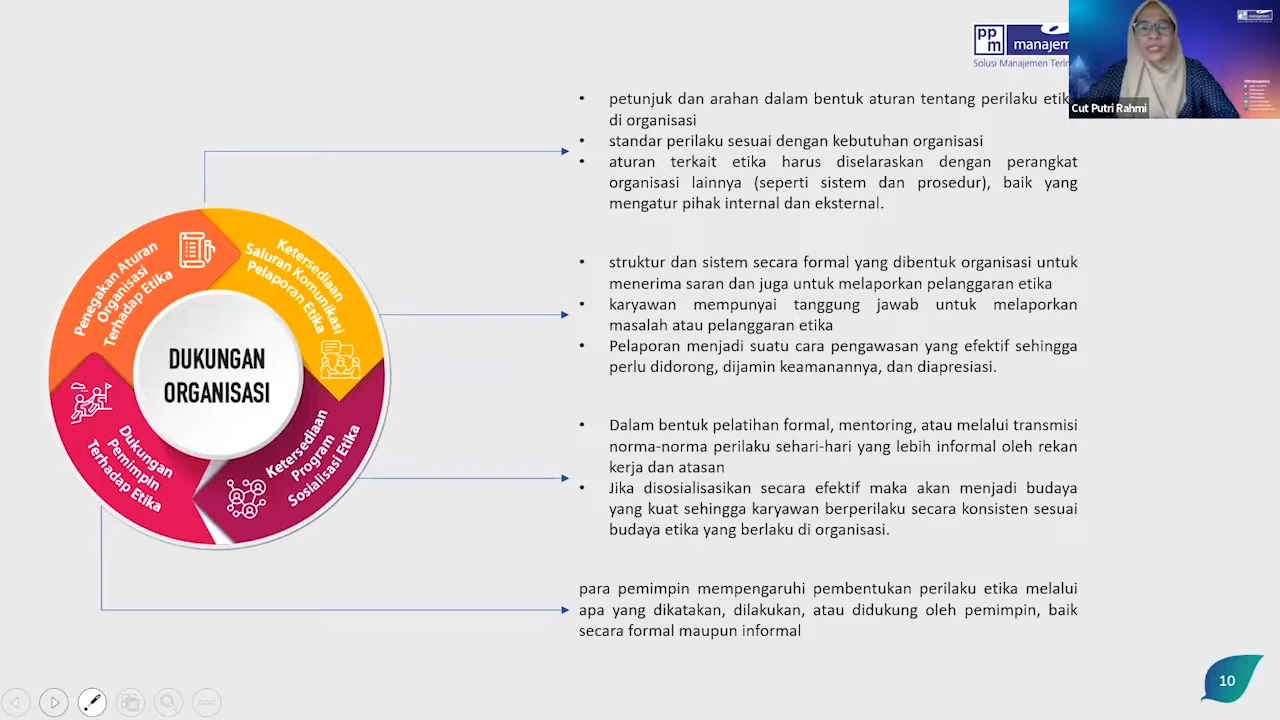 ppm manajem
Solusi Manajemen Terin
Cut Putri Rahmi
• petunjuk dan arahan dalam bentuk aturan tentang perilaku etik
di organisasi
• standar perilaku sesuai dengan kebutuhan organisasi
• aturan terkait etika harus diselaraskan dengan perangkat
organisasi lainnya (seperti sistem dan prosedur), baik yang
mengatur pihak internal dan eksternal.
Penegakan Aturan
Organisasi
Terhadap Etika
Ketersediaan
Saluran Komunikasi
Pelaporan Etika
DUKUNGAN
ORGANISASI
Dukungan
Pemimpin
Terhadap Etika
Ketersediaan
Program
Sosialisasi Etika
• struktur dan sistem secara formal yang dibentuk organisasi untuk
menerima saran dan juga untuk melaporkan pelanggaran etika
• karyawan mempunyai tanggung jawab untuk melaporkan
masalah atau pelanggaran etika
• Pelaporan menjadi suatu cara pengawasan yang efektif sehingga
perlu didorong, dijamin keamanannya, dan diapresiasi.
• Dalam bentuk pelatihan formal, mentoring, atau melalui transmisi
norma-norma perilaku sehari-hari yang lebih informal oleh rekan
kerja dan atasan
• Jika disosialisasikan secara efektif maka akan menjadi budaya
yang kuat sehingga karyawan berperilaku secara konsisten sesuai
budaya etika yang berlaku di organisasi.
para pemimpin mempengaruhi pembentukan perilaku etika melalui
apa yang dikatakan, dilakukan, atau didukung oleh pemimpin, baik
secara formal maupun informal
10